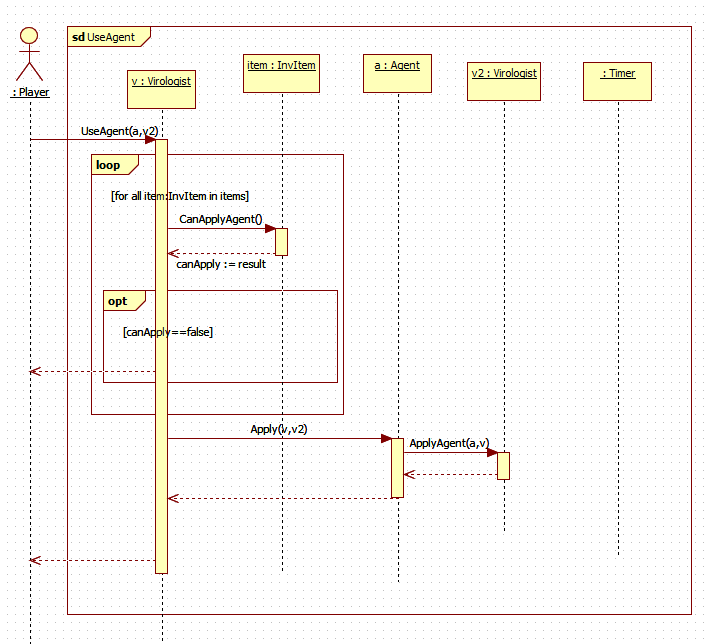 sd UseAgent
: Player
v : Virologist
item : InvItem
a : Agent
v2 : Virologist
: Timer
UseAgent(a,v2)
loop
[for all item:InvItem in items]
CanApplyAgent()
canApply := result
opt
[canApply==false]
Apply(v,v2)
ApplyAgent(a,v)